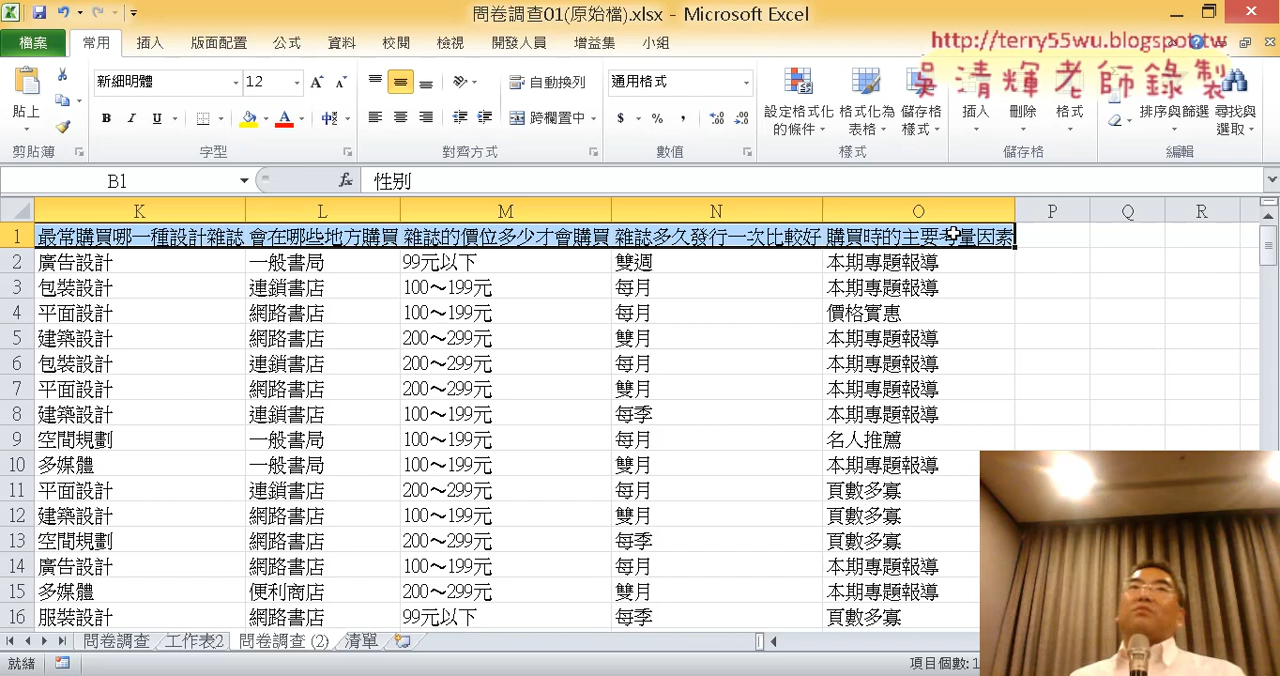 問卷調查01(原始檔).xlsx - Microsoft Excel
檔案 常用 插入 版面配置 公式 資料 校閱 檢視 開發人員 增益集 小組
http://terry55wu.blogspot.tw
吳清輝老師錄製
新細明體 12 自動換列 通用格式
貼上 B I U A 跨欄置中 $ % , 設定格式化的條件 格式化為表格 儲存格樣式 插入 刪除 格式 排序與篩選 尋找與選取
剪貼簿 字型 對齊方式 數值 樣式 儲存格 編輯
B1 fx 性別
K L M N O P Q R
1 最常購買哪一種設計雜誌 會在哪些地方購買 雜誌的價位多少才會購買 雜誌多久發行一次比較好 購買時的主要考量因素
2 廣告設計 一般書局 99元以下 雙週 本期專題報導
3 包裝設計 連鎖書店 100～199元 每月 本期專題報導
4 平面設計 網路書店 100～199元 每月 價格實惠
5 建築設計 網路書店 200～299元 雙月 本期專題報導
6 包裝設計 連鎖書店 200～299元 每月 本期專題報導
7 平面設計 網路書店 200～299元 雙月 本期專題報導
8 建築設計 連鎖書店 100～199元 每季 本期專題報導
9 空間規劃 一般書局 100～199元 每月 名人推薦
10 多媒體 一般書局 100～199元 雙月 本期專題報導
11 平面設計 連鎖書店 200～299元 每月 頁數多寡
12 建築設計 網路書店 100～199元 雙月 頁數多寡
13 空間規劃 網路書店 200～299元 每季 頁數多寡
14 廣告設計 網路書店 100～199元 每月 本期專題報導
15 多媒體 便利商店 200～299元 雙月 本期專題報導
16 服裝設計 網路書店 99元以下 每季 頁數多寡
問卷調查 工作表2 問卷調查 (2) 清單
就緒 項目個數: 1